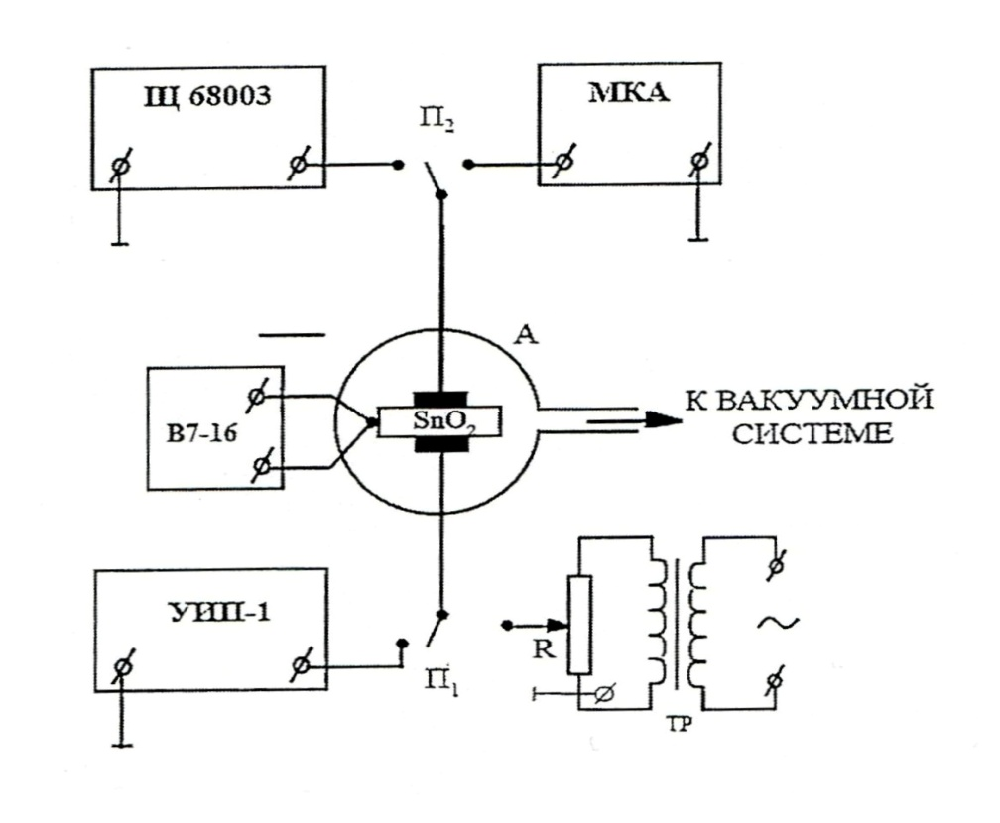 Щ 68003
МКА
П2
А
В7-16
SnO2
К ВАКУУМНОЙ
СИСТЕМЕ
УИП-1
П1
R
ТР